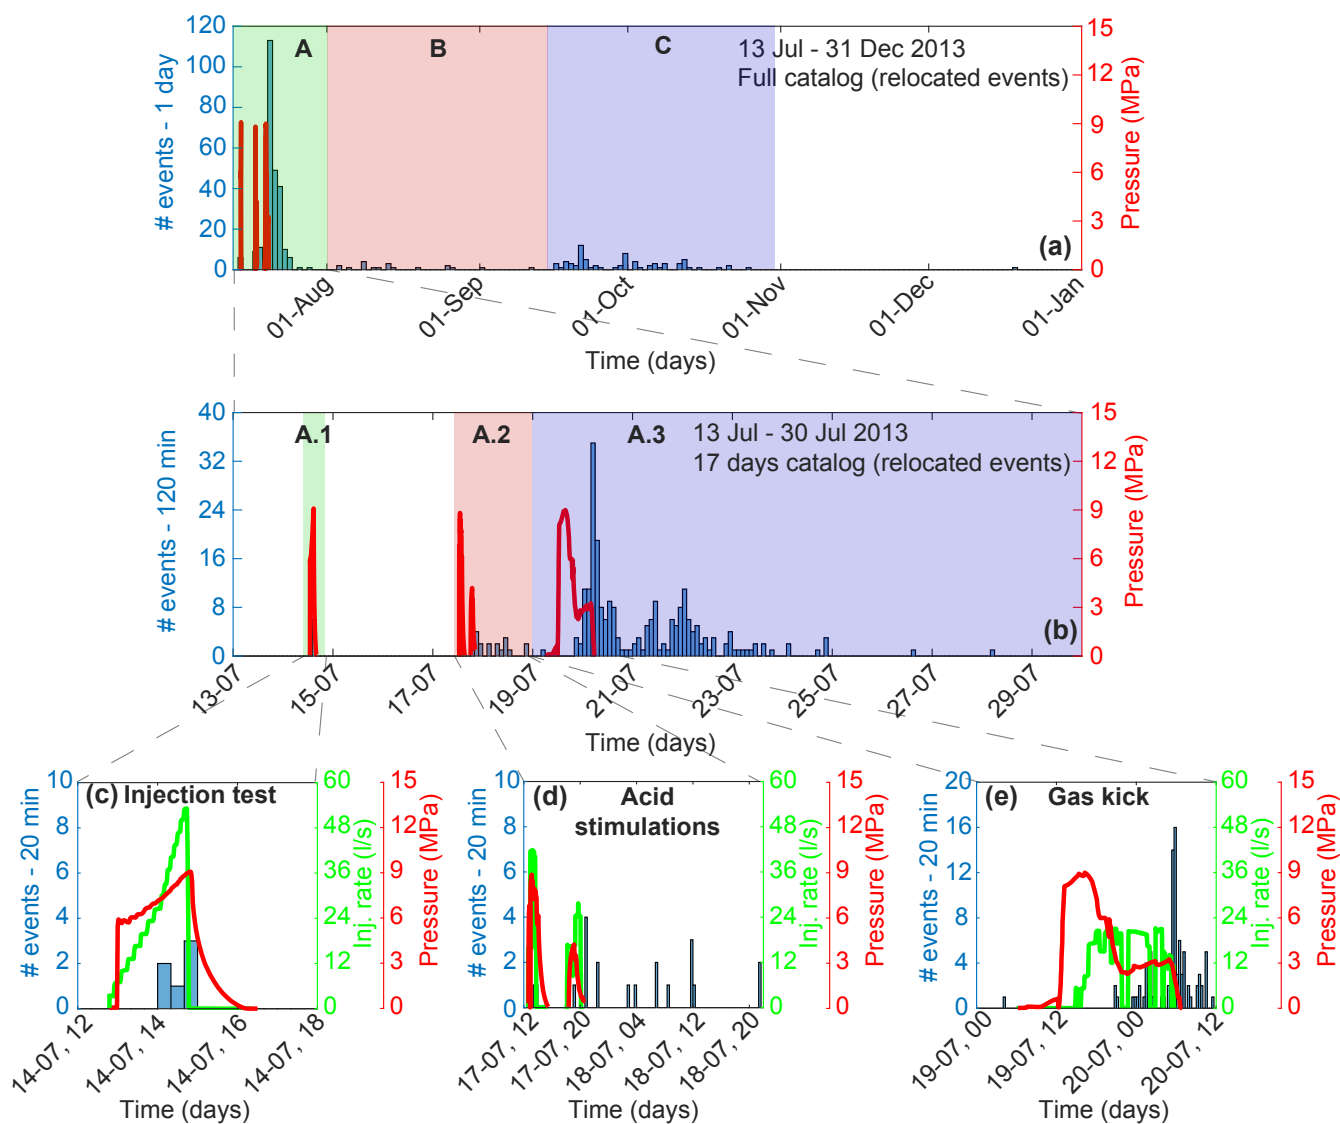 120
100
80
60
40
20
0
# events - 1 day
A
B
C
13 Jul - 31 Dec 2013
Full catalog (relocated events)
(a)
15
12
9
6
3
0
Pressure (MPa)
01-Aug
01-Sep
01-Oct
01-Nov
01-Dec
01-Jan
Time (days)
40
32
24
16
8
0
# events - 120 min
A.1
A.2
A.3
13 Jul - 30 Jul 2013
17 days catalog (relocated events)
(b)
15
12
9
6
3
0
Pressure (MPa)
13-07
15-07
17-07
19-07
21-07
23-07
25-07
27-07
29-07
Time (days)
10
8
6
4
2
0
# events - 20 min
(c) Injection test
60
48
36
24
12
0
Inj. rate (l/s)
15
12
9
6
3
0
Pressure (MPa)
14-07, 12
14-07, 14
14-07, 16
14-07, 18
Time (days)
10
8
6
4
2
0
# events - 20 min
(d) Acid
stimulations
60
48
36
24
12
0
Inj. rate (l/s)
15
12
9
6
3
0
Pressure (MPa)
17-07, 12
17-07, 20
18-07, 04
18-07, 12
18-07, 20
Time (days)
20
16
12
8
4
0
# events - 20 min
(e) Gas kick
60
48
36
24
12
0
Inj. rate (l/s)
15
12
9
6
3
0
Pressure (MPa)
19-07, 00
19-07, 12
20-07, 00
20-07, 12
Time (days)